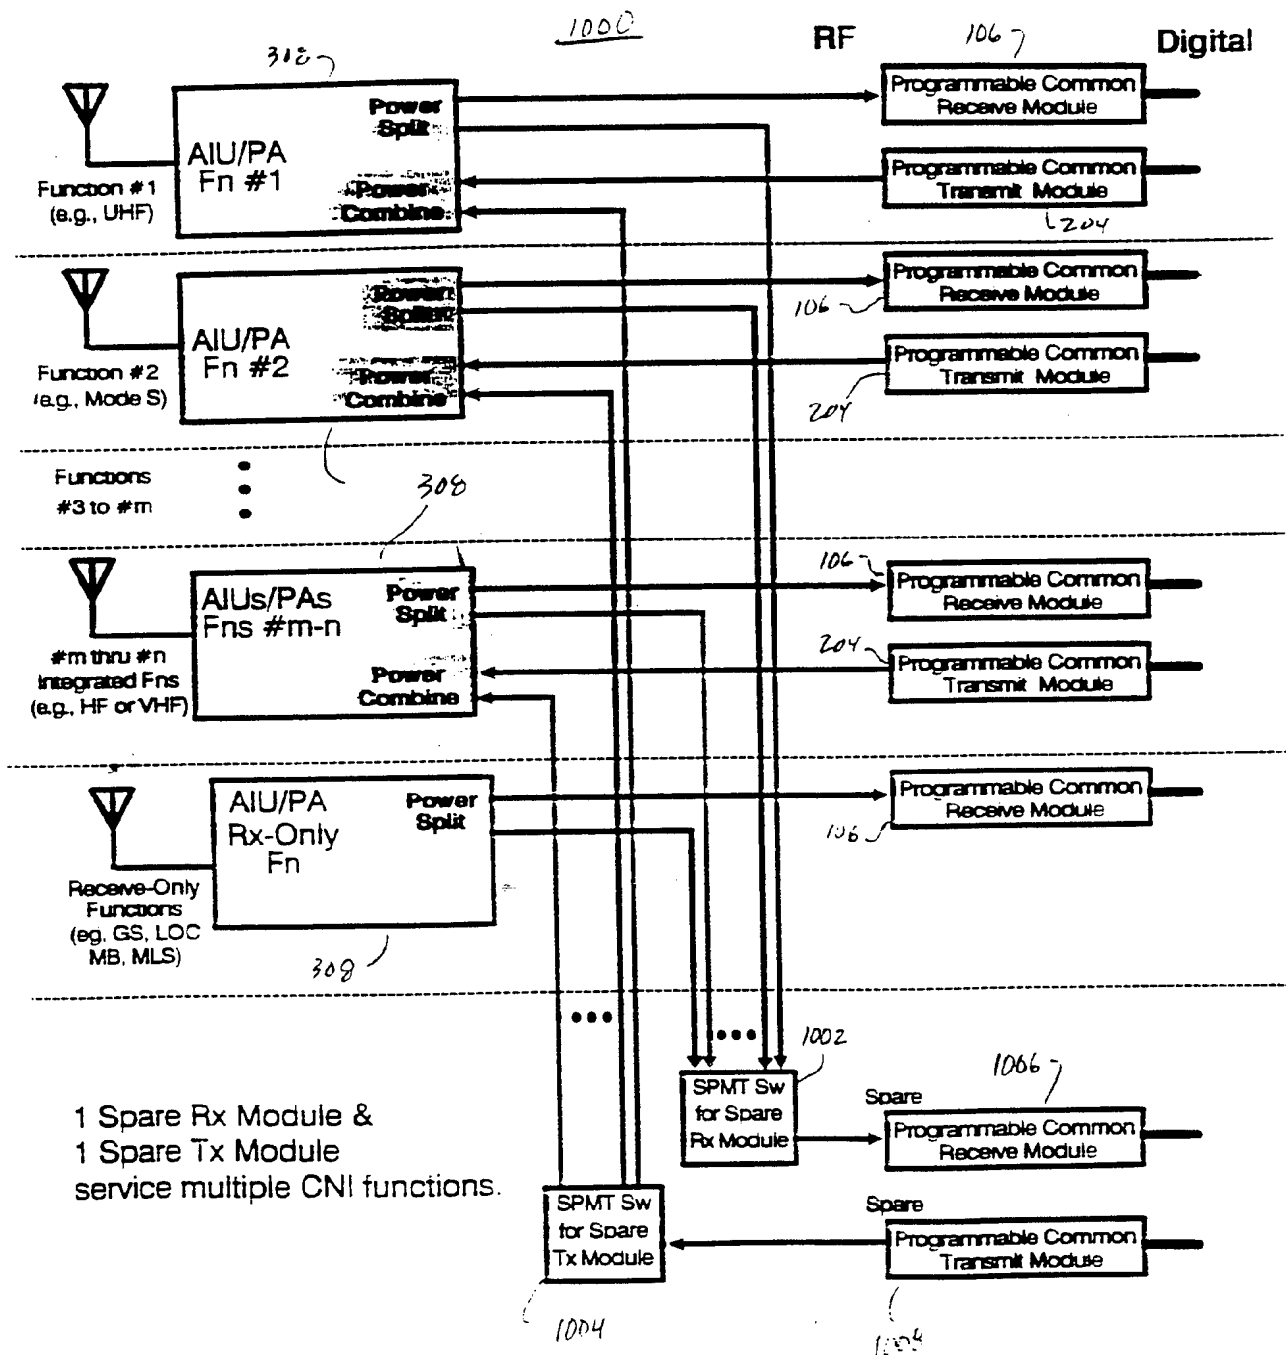 1000
RF
106
Digital
308
Programmable Common
Receive Module
Power
Split
AIU/PA
Fn #1
Function #1
(e.g., UHF)
Power
Combine
Programmable Common
Transmit Module
204
Programmable Common
Receive Module
106
Power
Split
AIU/PA
Fn #2
Function #2
(e.g., Mode S)
Power
Combine
Programmable Common
Transmit Module
204
Functions
#3 to #m
308
106
Programmable Common
Receive Module
AIUs/PAs
Fns #m-n
Power
Split
#m thru #n
Integrated Fns
(e.g., HF or VHF)
Power
Combine
204
Programmable Common
Transmit Module
AIU/PA
Rx-Only
Fn
Power
Split
Programmable Common
Receive Module
106
Receive-Only
Functions
(eg, GS, LOC
MB, MLS)
308
1002
1006
SPMT Sw
for Spare
Rx Module
Spare
Programmable Common
Receive Module
1 Spare Rx Module &
1 Spare Tx Module
service multiple CNI functions.
SPMT Sw
for Spare
Tx Module
Spare
Programmable Common
Transmit Module
1004
1008